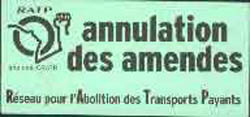 RATP
annulation
des amendes
Réseau pour l'Abolition des Transports Payants